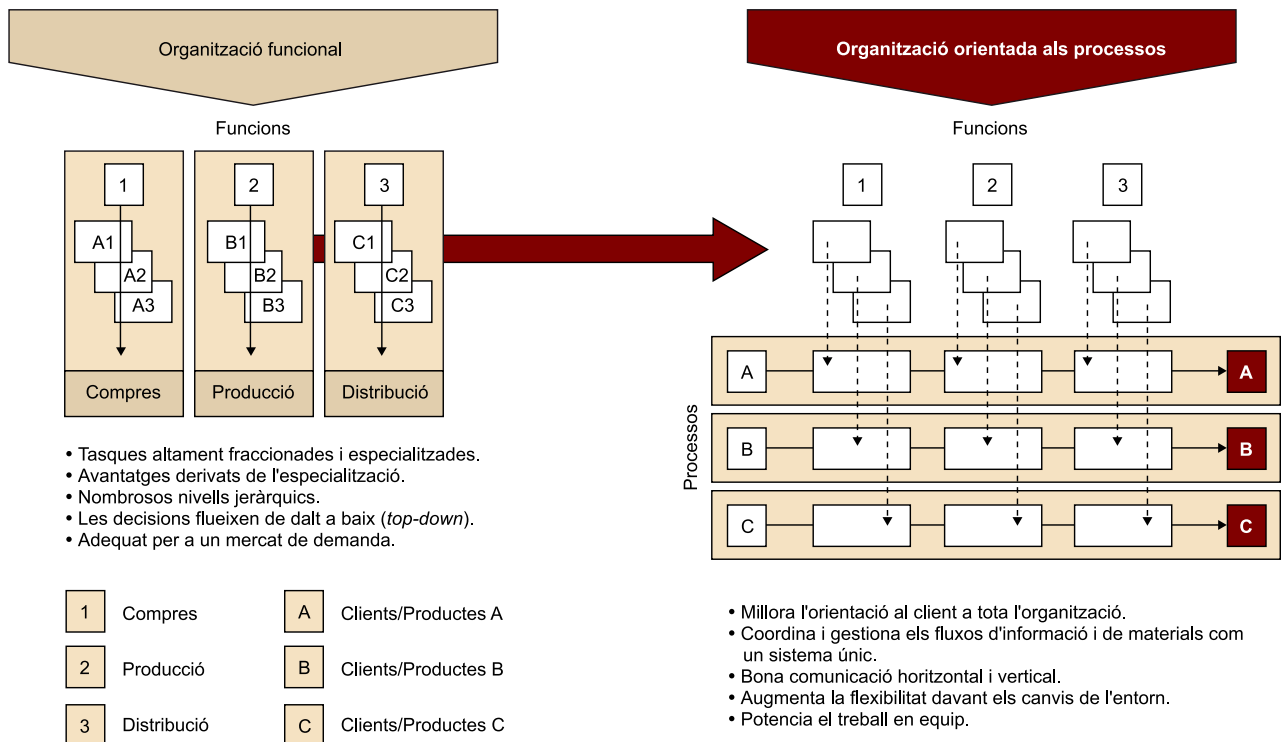 Organització funcional
Funcions
1
2
3
A1
A2
A3
B1
B2
B3
C1
C2
C3
Compres
Producció
Distribució
• Tasques altament fraccionades i especialitzades.
• Avantatges derivats de l'especialització.
• Nombrosos nivells jeràrquics.
• Les decisions flueixen de dalt a baix (top-down).
• Adequat per a un mercat de demanda.
1 Compres
2 Producció
3 Distribució
A Clients/Productes A
B Clients/Productes B
C Clients/Productes C
Organització orientada als processos
Funcions
1
2
3
Processos
A
A
B
B
C
C
• Millora l'orientació al client a tota l'organització.
• Coordina i gestiona els fluxos d'informació i de materials com
un sistema únic.
• Bona comunicació horitzontal i vertical.
• Augmenta la flexibilitat davant els canvis de l'entorn.
• Potencia el treball en equip.